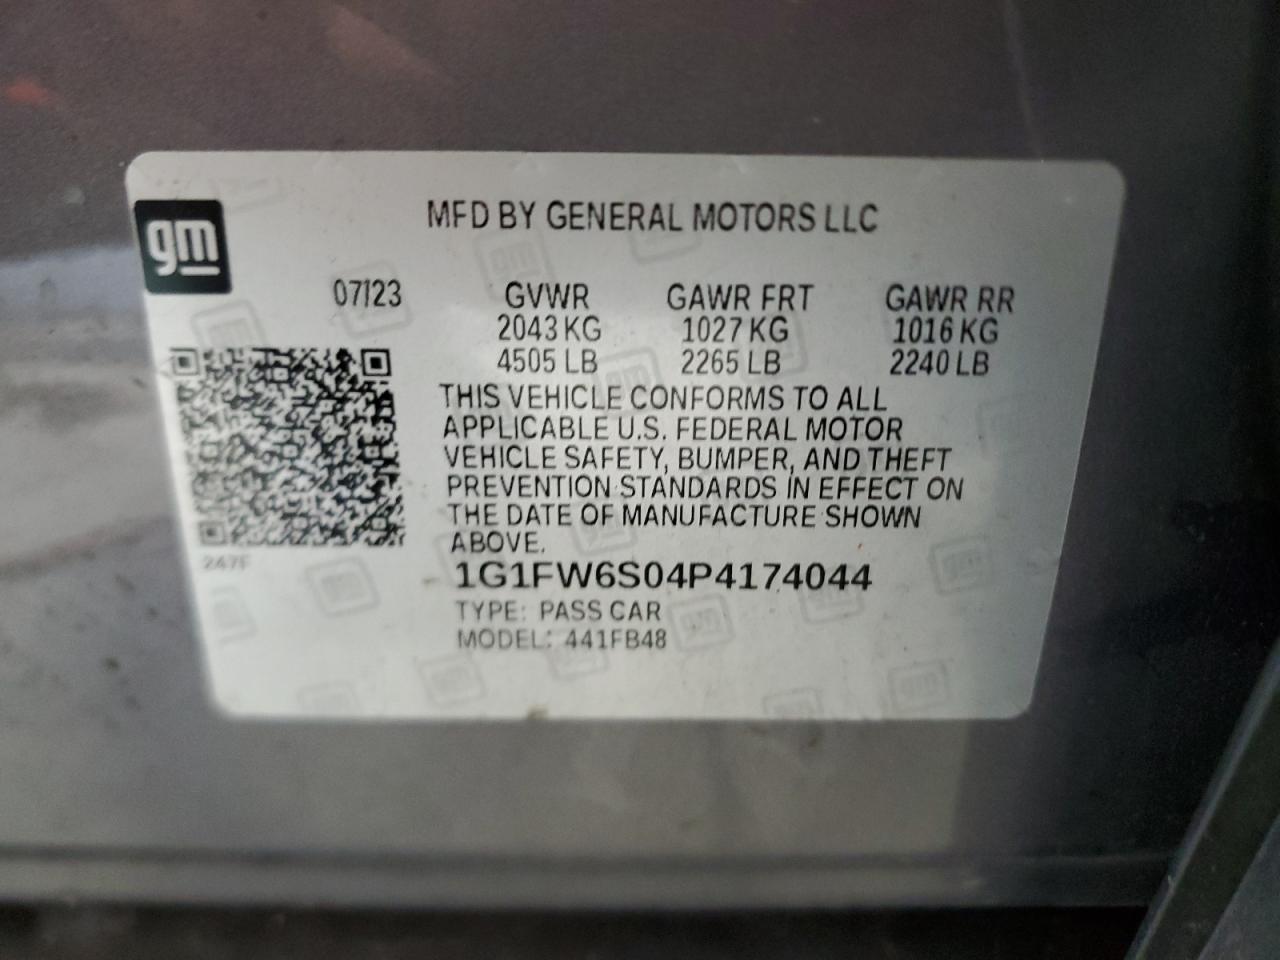 gm
MFD BY GENERAL MOTORS LLC
07/23 GVWR GAWR FRT GAWR RR
2043 KG 1027 KG 1016 KG
4505 LB 2265 LB 2240 LB
THIS VEHICLE CONFORMS TO ALL
APPLICABLE U.S. FEDERAL MOTOR
VEHICLE SAFETY, BUMPER, AND THEFT
PREVENTION STANDARDS IN EFFECT ON
THE DATE OF MANUFACTURE SHOWN
ABOVE.
247F
1G1FW6S04P4174044
TYPE: PASS CAR
MODEL: 441FB48